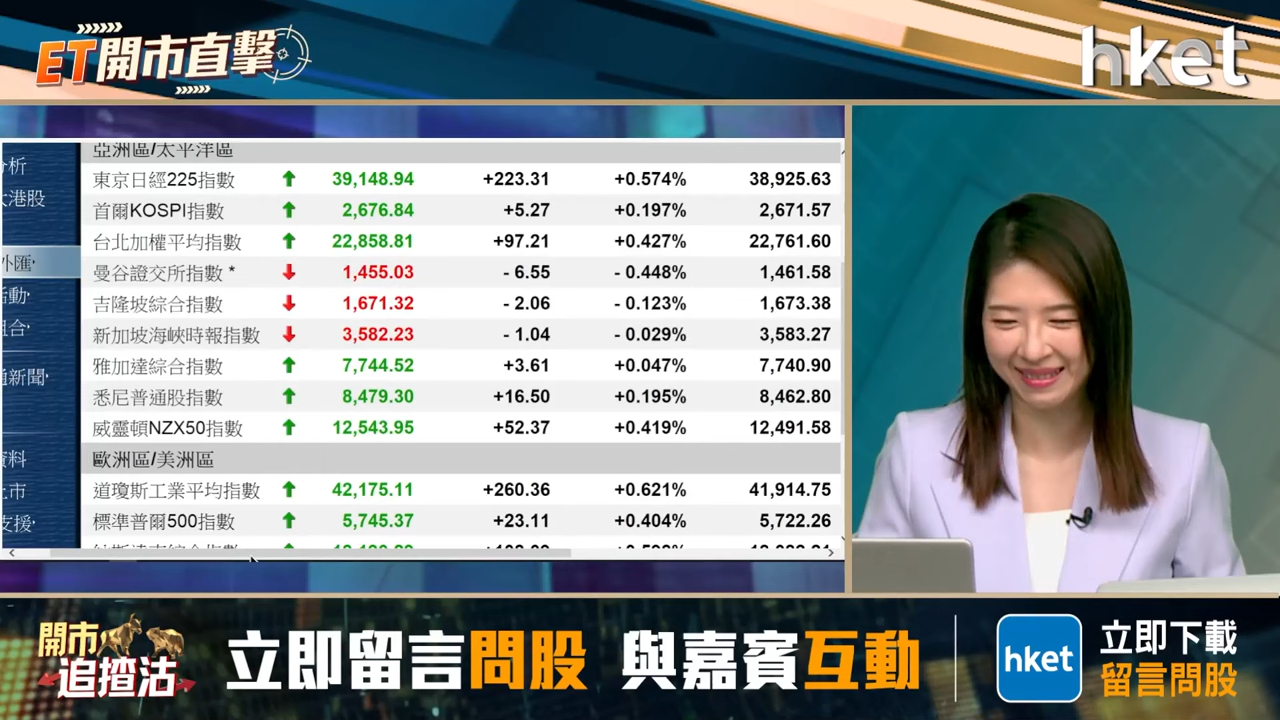 ET開市直擊
hket
分析
大港股
外匯
活動
組合
通新聞
資料
上市
支援
亞洲區/太平洋區
東京日經225指數 39,148.94 +223.31 +0.574% 38,925.63
首爾KOSPI指數 2,676.84 +5.27 +0.197% 2,671.57
台北加權平均指數 22,858.81 +97.21 +0.427% 22,761.60
曼谷證交所指數 * 1,455.03 - 6.55 - 0.448% 1,461.58
吉隆坡綜合指數 1,671.32 - 2.06 - 0.123% 1,673.38
新加坡海峽時報指數 3,582.23 - 1.04 - 0.029% 3,583.27
雅加達綜合指數 7,744.52 +3.61 +0.047% 7,740.90
悉尼普通股指數 8,479.30 +16.50 +0.195% 8,462.80
威靈頓NZX50指數 12,543.95 +52.37 +0.419% 12,491.58
歐洲區/美洲區
道瓊斯工業平均指數 42,175.11 +260.36 +0.621% 41,914.75
標準普爾500指數 5,745.37 +23.11 +0.404% 5,722.26
開市
追揸沽
立即留言問股 與嘉賓互動
hket
立即下載
留言問股